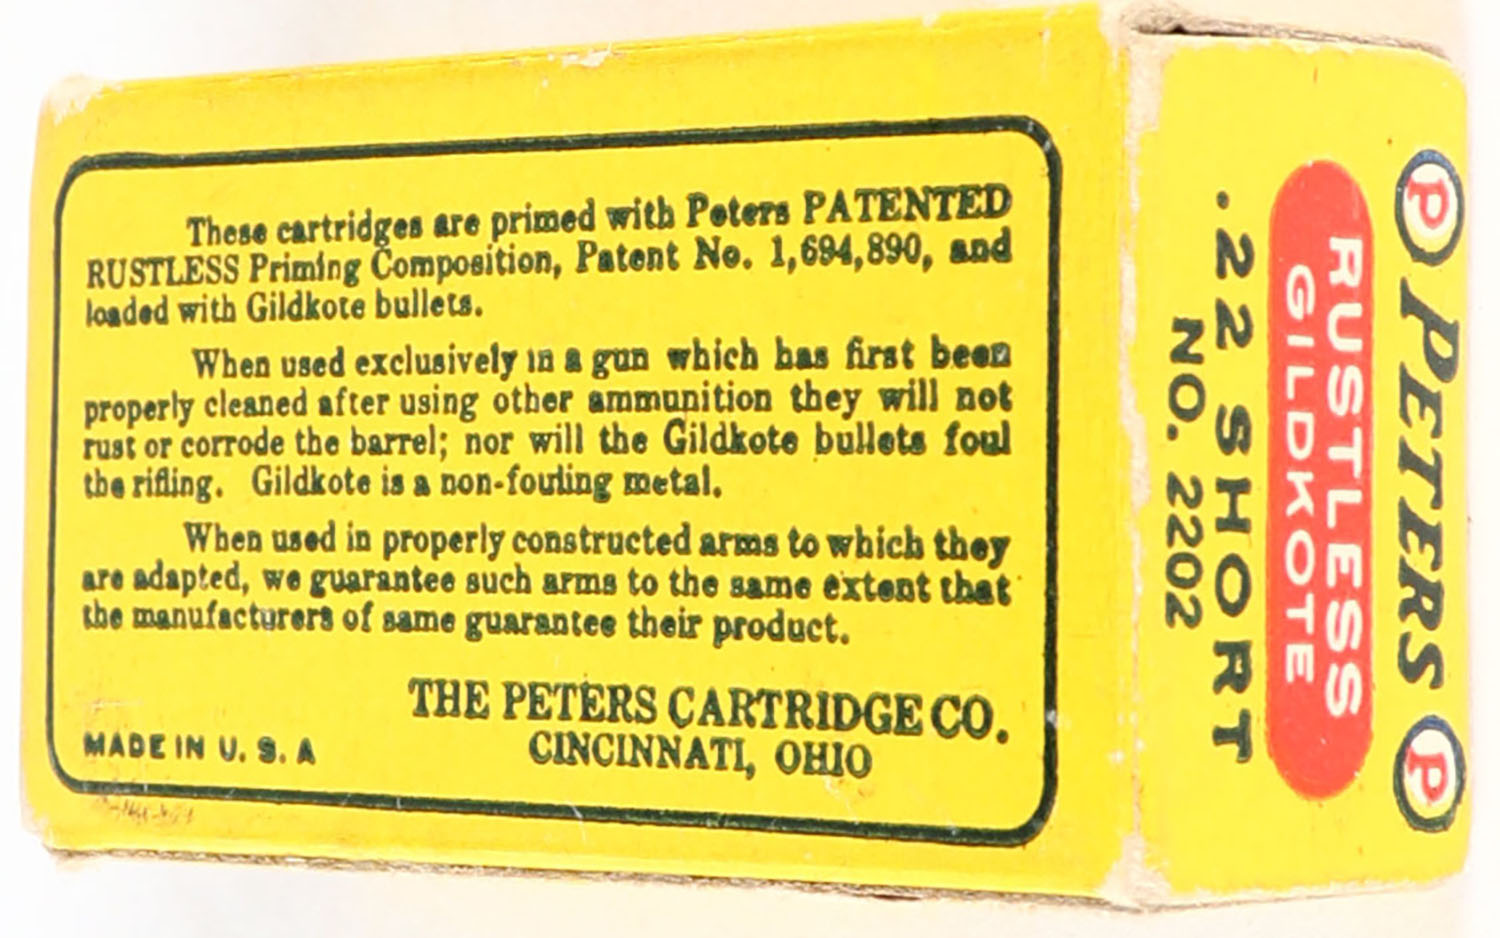 These cartridges are primed with Peters PATENTED
RUSTLESS Priming Composition, Patent No. 1,694,890, and
loaded with Gildkote bullets.
When used exclusively in a gun which has first been
properly cleaned after using other ammunition they will not
rust or corrode the barrel; nor will the Gildkote bullets foul
the rifling. Gildkote is a non-fouling metal.
When used in properly constructed arms to which they
are adapted, we guarantee such arms to the same extent that
the manufacturers of same guarantee their product.
THE PETERS CARTRIDGE CO.
CINCINNATI, OHIO
MADE IN U. S. A
P PETERS P
RUSTLESS
GILDKOTE
.22 SHORT
NO. 2202